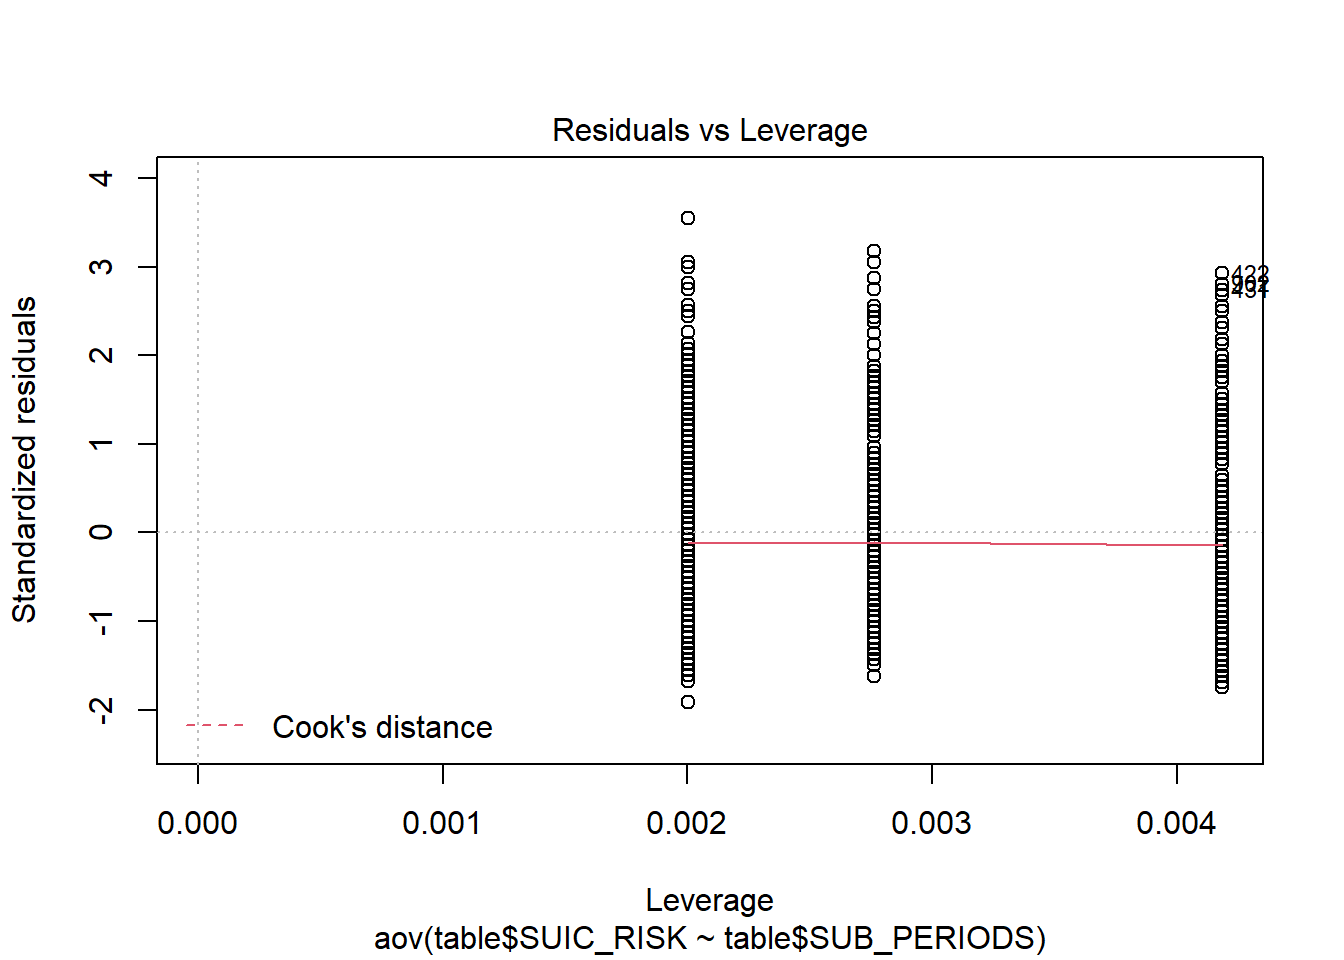 Residuals vs Leverage
4
3
2
1
0
-1
-2
Standardized residuals
422
Cook's distance
0.000 0.001 0.002 0.003 0.004
Leverage
aov(table$SUIC_RISK ~ table$SUB_PERIODS)